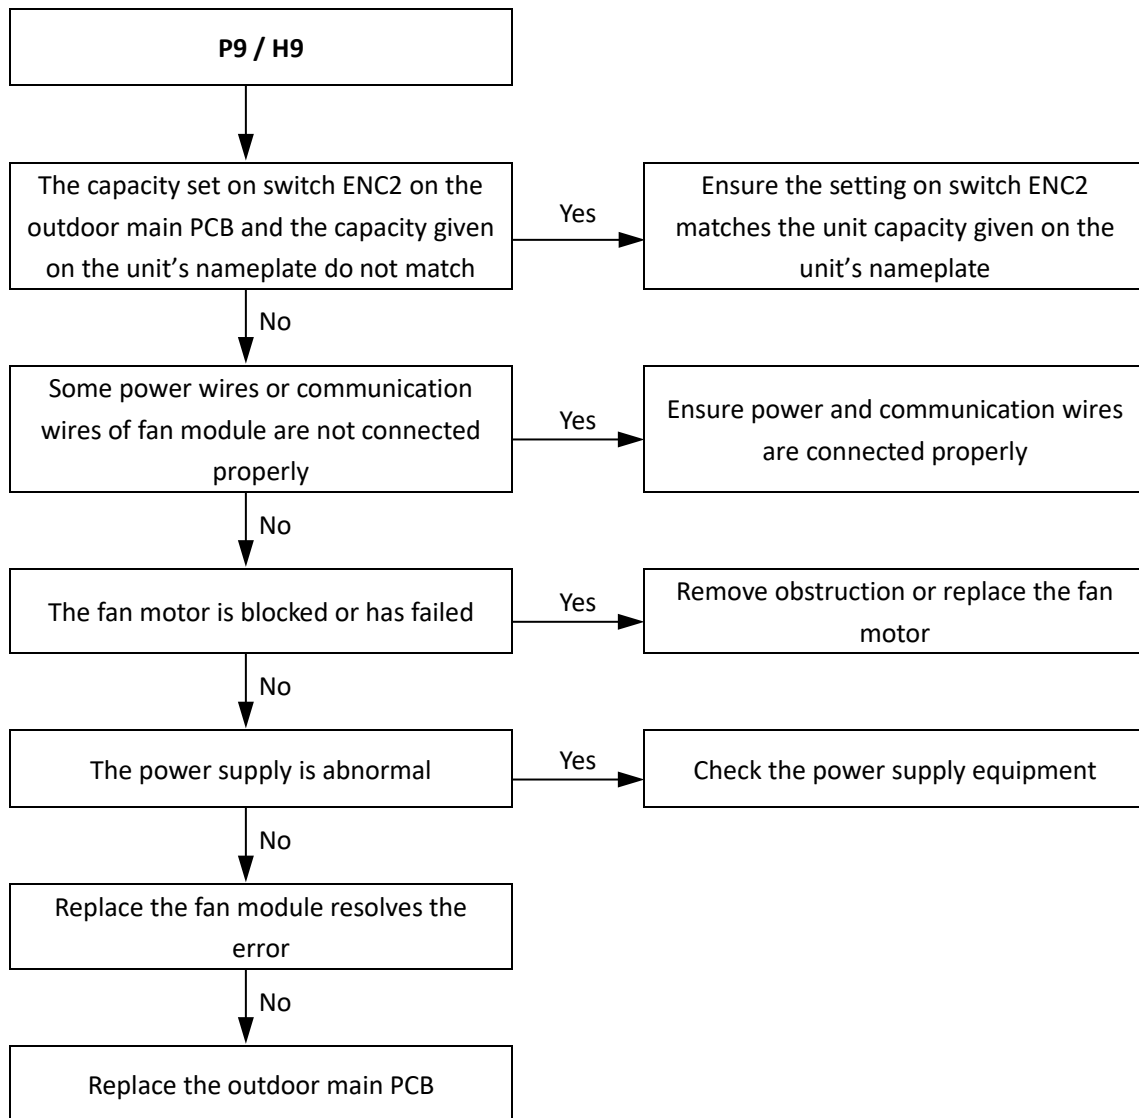 P9 / H9
The capacity set on switch ENC2 on the
outdoor main PCB and the capacity given
on the unit’s nameplate do not match
Yes
Ensure the setting on switch ENC2
matches the unit capacity given on the
unit’s nameplate
No
Some power wires or communication
wires of fan module are not connected
properly
Yes
Ensure power and communication wires
are connected properly
No
The fan motor is blocked or has failed
Yes
Remove obstruction or replace the fan
motor
No
The power supply is abnormal
Yes
Check the power supply equipment
No
Replace the fan module resolves the
error
No
Replace the outdoor main PCB